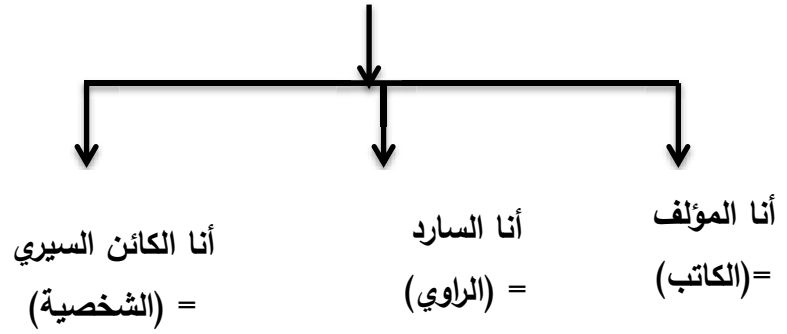 أنا المؤلف
=(الكاتب)
أنا السارد
= (الراوي)
أنا الكائن السيري
= (الشخصية)